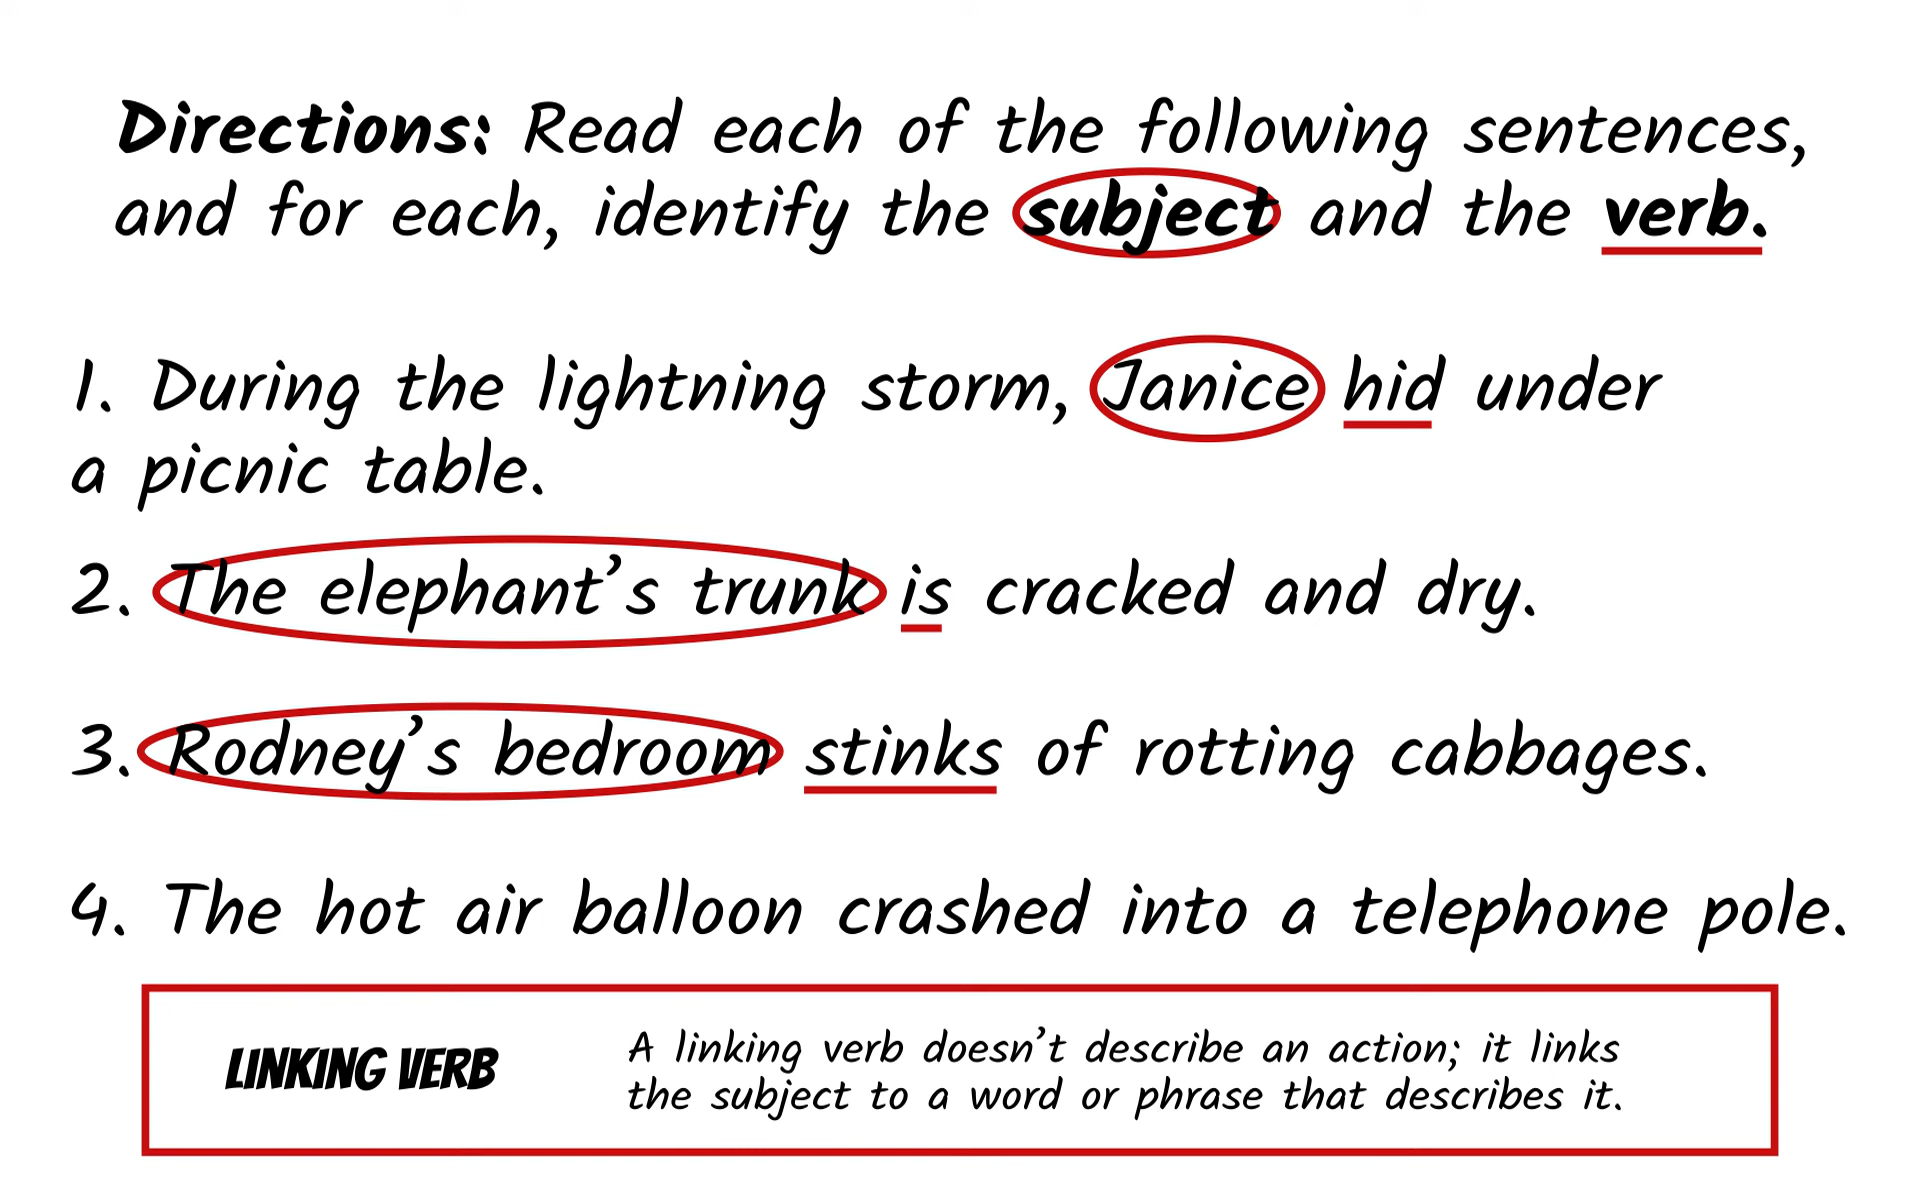 Directions: Read each of the following sentences,
and for each, identify the subject and the verb.
1. During the lightning storm, Janice hid under
a picnic table.
2. The elephant’s trunk is cracked and dry.
3. Rodney’s bedroom stinks of rotting cabbages.
4. The hot air balloon crashed into a telephone pole.
LINKING VERB
A linking verb doesn’t describe an action; it links
the subject to a word or phrase that describes it.